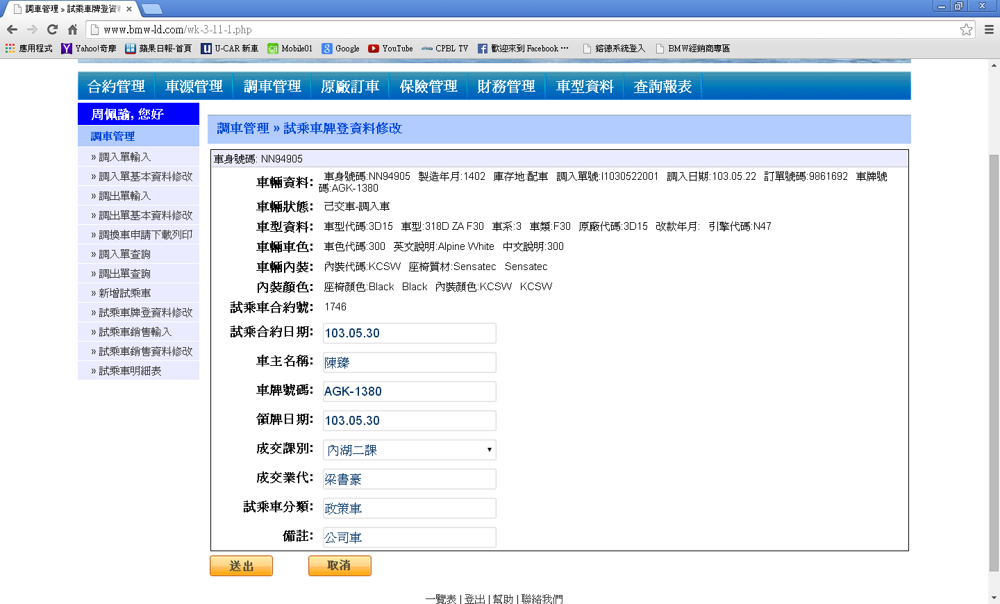 調車管理 » 試乘車牌登資料
www.bmw-ld.com/wk-3-11-1.php
應用程式 Yahoo!奇摩 蘋果日報-首頁 U-CAR 新車 Mobile01 Google YouTube CPBL TV 歡迎來到 Facebook … 鎔德系統登入 BMW經銷商專區
合約管理 車源管理 調車管理 原廠訂車 保險管理 財務管理 車型資料 查詢報表
周佩諭, 您好
調車管理
» 調入單輸入
» 調入單基本資料修改
» 調出單輸入
» 調出單基本資料修改
» 調換車申請下載列印
» 調入單查詢
» 調出單查詢
» 新增試乘車
» 試乘車牌登資料修改
» 試乘車銷售輸入
» 試乘車銷售資料修改
» 試乘車明細表
調車管理 » 試乘車牌登資料修改
車身號碼: NN94905
車輛資料: 車身號碼:NN94905 製造年月:1402 庫存地:配車 調入單號:I1030522001 調入日期:103.05.22 訂單號碼:9861692 車牌號
碼:AGK-1380
車輛狀態: 己交車-調入車
車型資料: 車型代碼:3D15 車型:318D ZA F30 車系:3 車類:F30 原廠代碼:3D15 改款年月: 引擎代碼:N47
車輛車色: 車色代碼:300 英文說明:Alpine White 中文說明:300
車輛內裝: 內裝代碼:KCSW 座椅質材:Sensatec Sensatec
內裝顏色: 座椅顏色:Black Black 內裝顏色:KCSW KCSW
試乘車合約號: 1746
試乘合約日期: 103.05.30
車主名稱: 陳臻
車牌號碼: AGK-1380
領牌日期: 103.05.30
成交課別: 內湖二課
成交業代: 梁書豪
試乘車分類: 政策車
備註: 公司車
送出 取消
一覽表 | 登出 | 幫助 | 聯絡我們